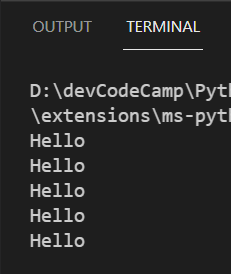 OUTPUT TERMINAL
D:\devCodeCamp\Pyth
\extensions\ms-pyth
Hello
Hello
Hello
Hello
Hello